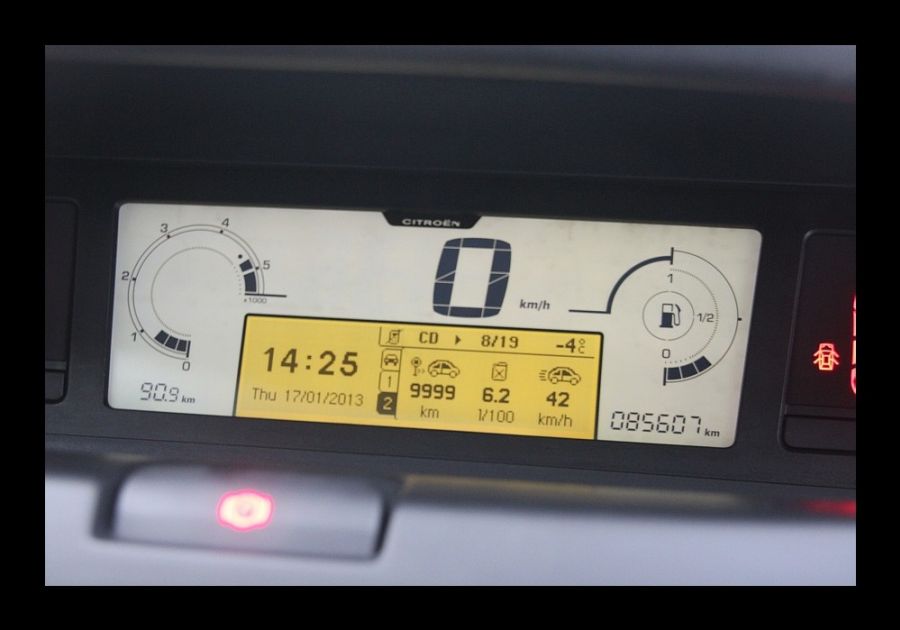 CITROËN
0 km/h
4
3
5
2
x1000
1
0
90.9 km
CD 8/19 -4°C
14:25
1
2
Thu 17/01/2013
9999 6.2 42
km l/100 km/h
1
1/2
0
085607 km